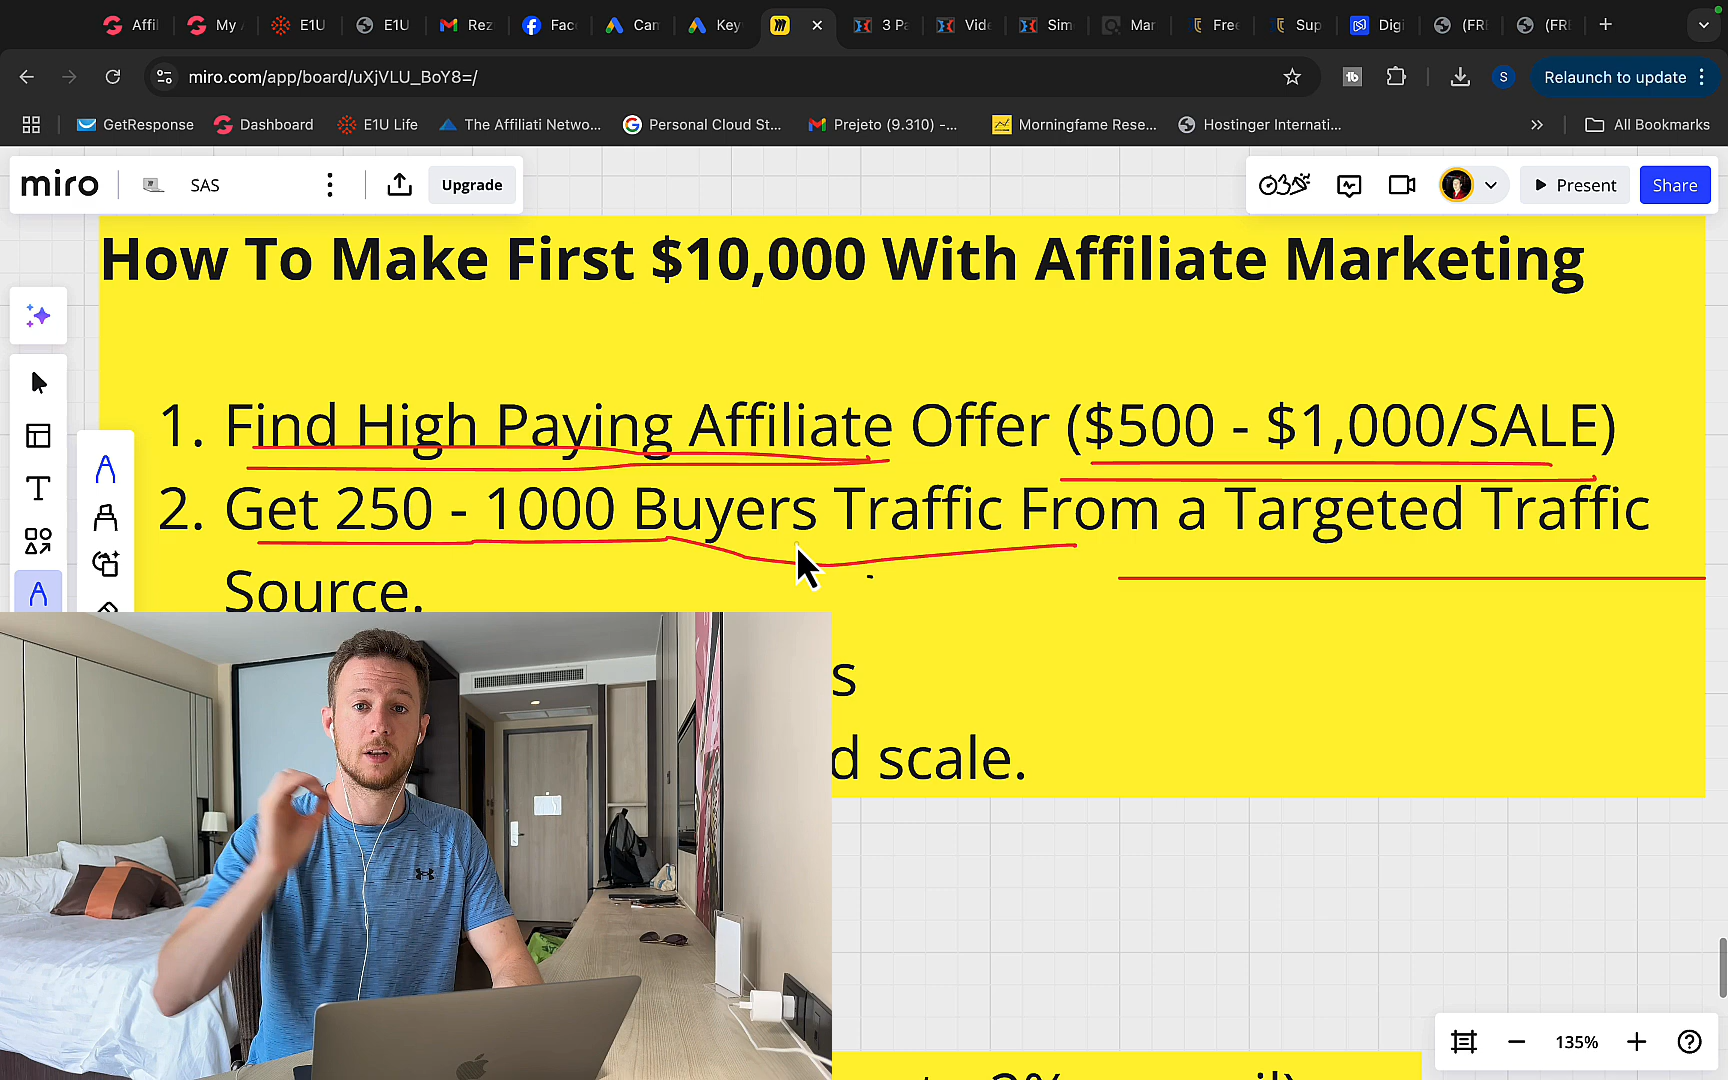 Affil
My
E1U
E1U
Rez
Fac
Can
Key
3 Pa
Vid
Sim
Mar
Free
Sup
Digi
(FR
(FR
miro.com/app/board/uXjVLU_BoY8=/
S
Relaunch to update
GetResponse
Dashboard
E1U Life
The Affiliati Netwo...
Personal Cloud St...
Prejeto (9.310) -...
Morningfame Rese...
Hostinger Internati...
All Bookmarks
miro
SAS
Upgrade
Present
Share
How To Make First $10,000 With Affiliate Marketing
1. Find High Paying Affiliate Offer ($500 - $1,000/SALE)
2. Get 250 - 1000 Buyers Traffic From a Targeted Traffic
Source.
s
d scale.
135%